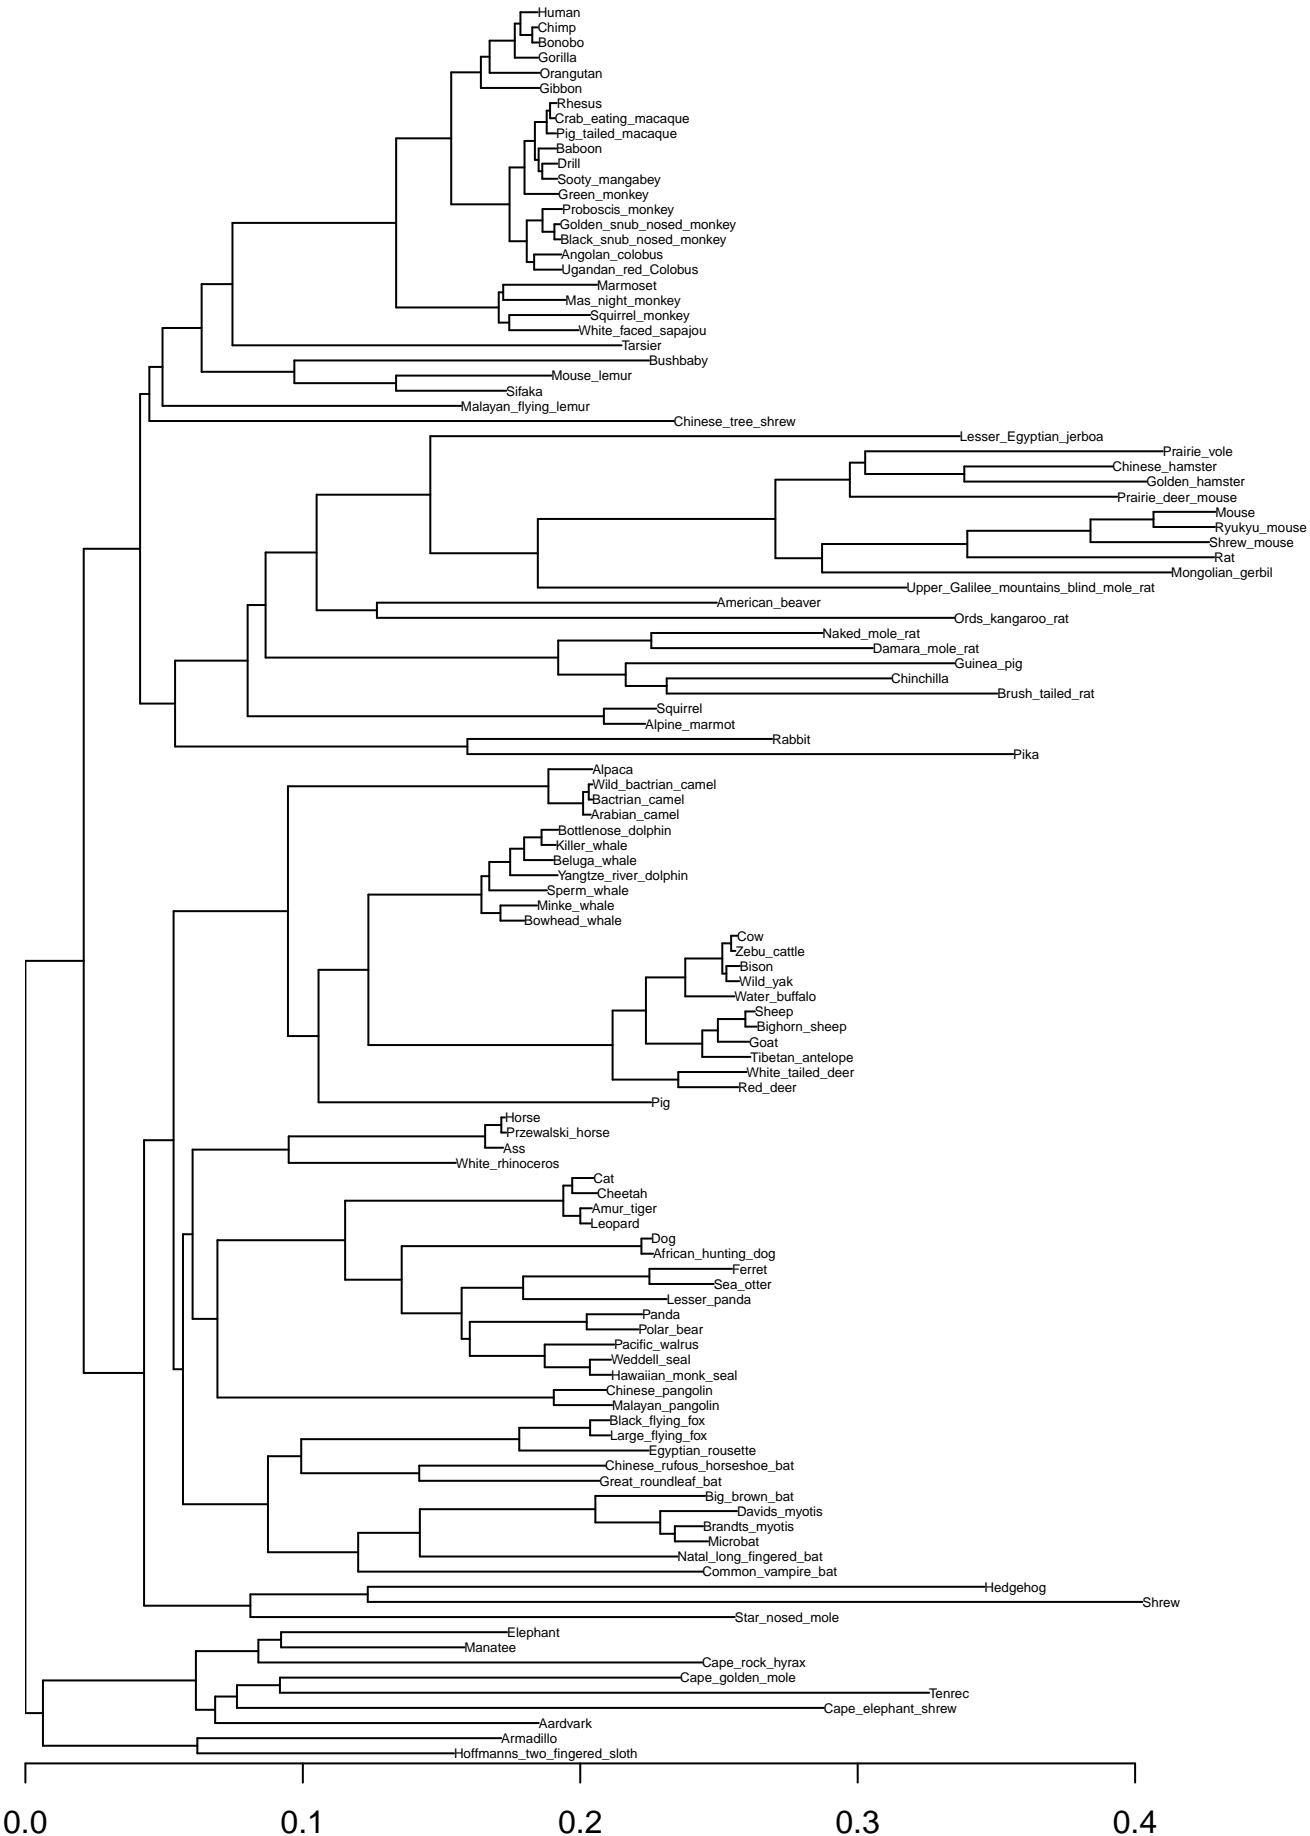 Human
Chimp
Bonobo
Gorilla
Orangutan
Gibbon
Rhesus
Crab_eating_macaque
Pig_tailed_macaque
Baboon
Drill
Sooty_mangabey
Green_monkey
Proboscis_monkey
Golden_snub_nosed_monkey
Black_snub_nosed_monkey
Angolan_colobus
Ugandan_red_Colobus
Marmoset
Mas_night_monkey
Squirrel_monkey
White_faced_sapajou
Tarsier
Bushbaby
Mouse_lemur
Sifaka
Malayan_flying_lemur
Chinese_tree_shrew
Lesser_Egyptian_jerboa
Prairie_vole
Chinese_hamster
Golden_hamster
Prairie_deer_mouse
Mouse
Ryukyu_mouse
Shrew_mouse
Rat
Mongolian_gerbil
Upper_Galilee_mountains_blind_mole_rat
American_beaver
Ords_kangaroo_rat
Naked_mole_rat
Damara_mole_rat
Guinea_pig
Chinchilla
Brush_tailed_rat
Squirrel
Alpine_marmot
Rabbit
Pika
Alpaca
Wild_bactrian_camel
Bactrian_camel
Arabian_camel
Bottlenose_dolphin
Killer_whale
Beluga_whale
Yangtze_river_dolphin
Sperm_whale
Minke_whale
Bowhead_whale
Cow
Zebu_cattle
Bison
Wild_yak
Water_buffalo
Sheep
Bighorn_sheep
Goat
Tibetan_antelope
White_tailed_deer
Red_deer
Pig
Horse
Przewalski_horse
Ass
White_rhinoceros
Cat
Cheetah
Amur_tiger
Leopard
Dog
African_hunting_dog
Ferret
Sea_otter
Lesser_panda
Panda
Polar_bear
Pacific_walrus
Weddell_seal
Hawaiian_monk_seal
Chinese_pangolin
Malayan_pangolin
Black_flying_fox
Large_flying_fox
Egyptian_rousette
Chinese_rufous_horseshoe_bat
Great_roundleaf_bat
Big_brown_bat
Davids_myotis
Brandts_myotis
Microbat
Natal_long_fingered_bat
Common_vampire_bat
Hedgehog
Shrew
Star_nosed_mole
Elephant
Manatee
Cape_rock_hyrax
Cape_golden_mole
Tenrec
Cape_elephant_shrew
Aardvark
Armadillo
Hoffmanns_two_fingered_sloth
0.0 0.1 0.2 0.3 0.4